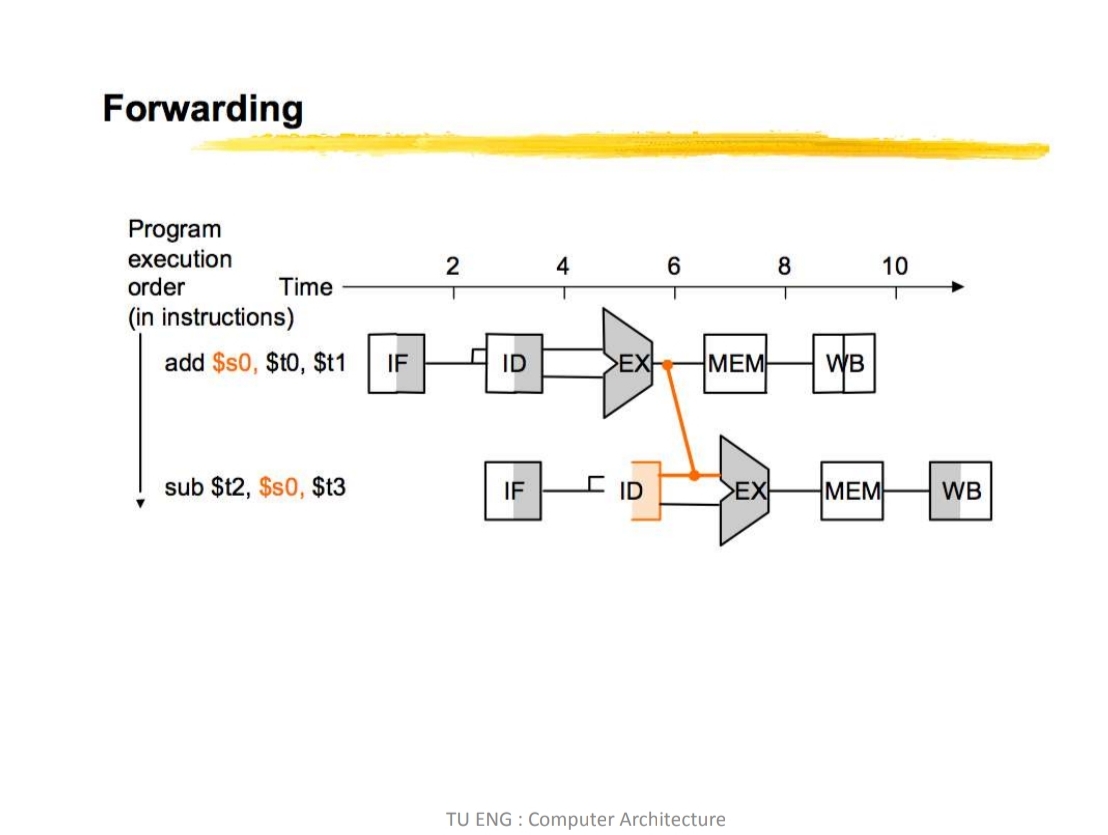 Forwarding
Program
execution
order
(in instructions)
Time
2 4 6 8 10
add $s0, $t0, $t1
IF ID EX MEM WB
sub $t2, $s0, $t3
IF ID EX MEM WB
TU ENG : Computer Architecture